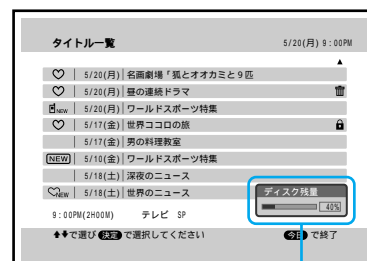 タイトル一覧 5/20(月) 9:00PM
▲
5/20(月) 名画劇場「狐とオオカミと9匹
5/20(月) 昼の連続ドラマ
NEW 5/20(月) ワールドスポーツ特集
5/17(金) 世界ココロの旅
5/17(金) 男の料理教室
NEW 5/10(金) ワールドスポーツ特集
5/18(土) 深夜のニュース
NEW 5/18(土) 世界のニュース
ディスク残量
40%
9:00PM(2H00M) テレビ SP
▲▼で選び 決定 で選択してください 今日 で終了